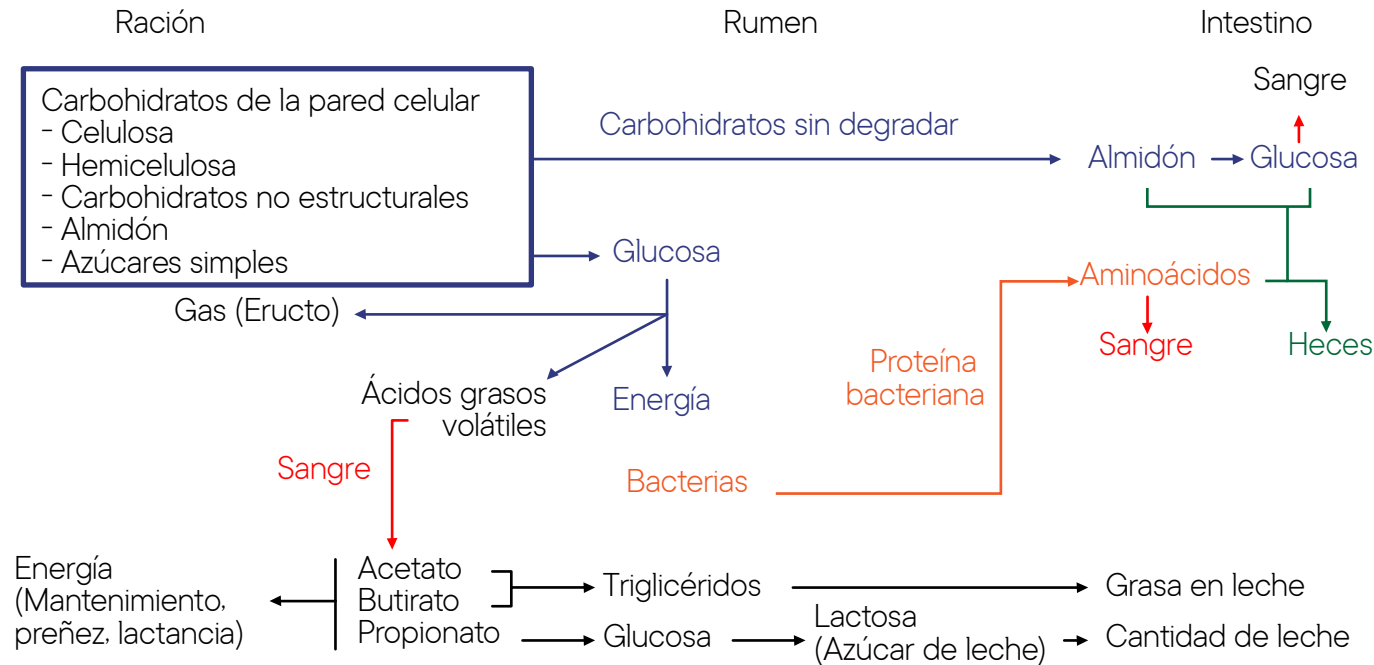 Ración
Rumen
Intestino
Carbohidratos de la pared celular
- Celulosa
- Hemicelulosa
- Carbohidratos no estructurales
- Almidón
- Azúcares simples
Carbohidratos sin degradar
Sangre
Almidón
Glucosa
Glucosa
Gas (Eructo)
Aminoácidos
Sangre
Heces
Ácidos grasos
volátiles
Energía
Proteína
bacteriana
Sangre
Bacterias
Energía
(Mantenimiento,
preñez, lactancia)
Acetato
Butirato
Propionato
Triglicéridos
Grasa en leche
Glucosa
Lactosa
(Azúcar de leche)
Cantidad de leche